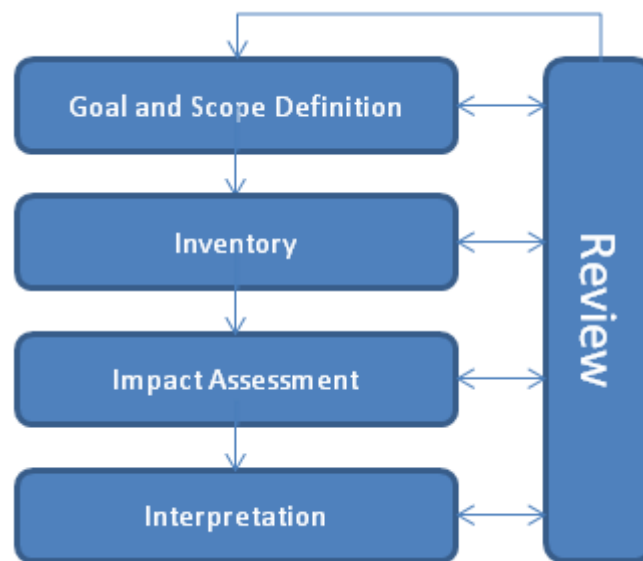 Goal and Scope Definition
Inventory
Impact Assessment
Interpretation
Review